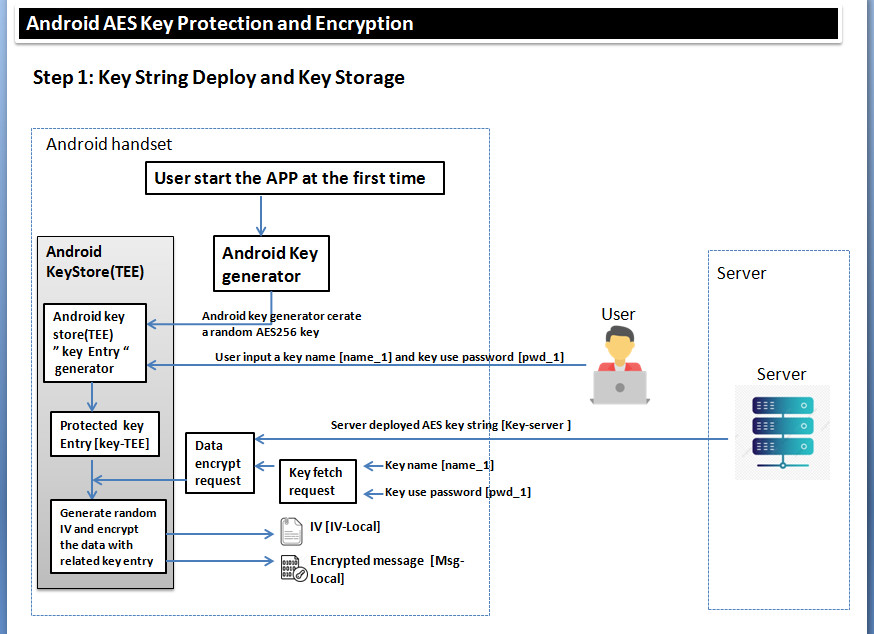 Android AES Key Protection and Encryption
Step 1: Key String Deploy and Key Storage
Android handset
User start the APP at the first time
Android
KeyStore(TEE)
Android Key
generator
Server
Android key
store(TEE)
” key Entry “
generator
Android key generator cerate
a random AES256 key
User
User input a key name [name_1] and key use password [pwd_1]
Server
Protected key
Entry [key-TEE]
Server deployed AES key string [Key-server ]
Data
encrypt
request
Key fetch
request
Key name [name_1]
Key use password [pwd_1]
Generate random
IV and encrypt
the data with
related key entry
IV [IV-Local]
Encrypted message [Msg-
Local]